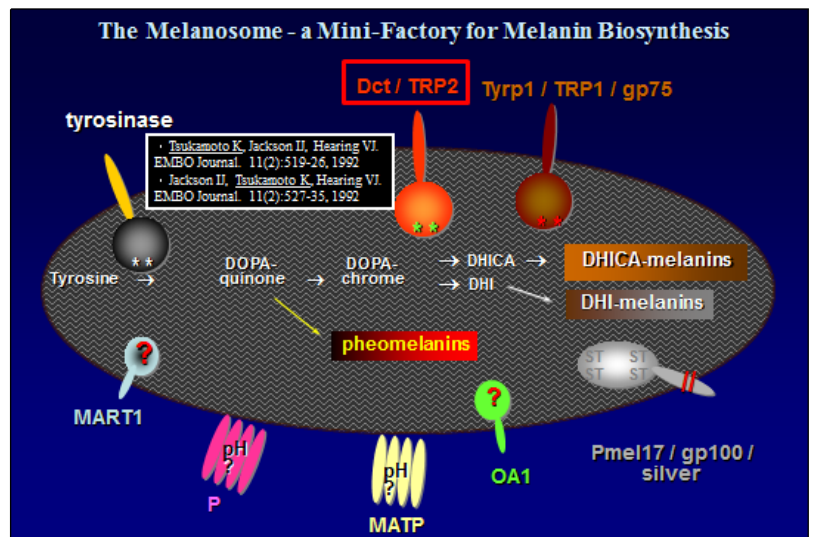 The Melanosome - a Mini-Factory for Melanin Biosynthesis
Dct / TRP2
Tyrp1 / TRP1 / gp75
tyrosinase
・Tsukamoto K, Jackson IJ, Hearing VJ.
EMBO Journal. 11(2):519-26, 1992
・Jackson IJ, Tsukamoto K, Hearing VJ.
EMBO Journal. 11(2):527-35, 1992
* *
* *
* *
Tyrosine →
DOPA-
quinone →
DOPA-
chrome
→ DHICA →
→ DHI
DHICA-melanins
DHI-melanins
pheomelanins
?
MART1
pH
?
P
pH
?
MATP
?
OA1
ST ST
ST ST
Pmel17 / gp100 /
silver